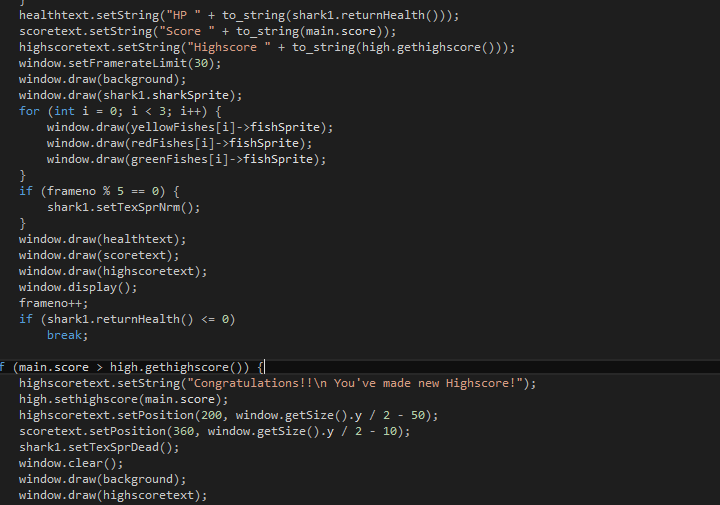 }
healthtext.setString("HP " + to_string(shark1.returnHealth()));
scoretext.setString("Score " + to_string(main.score));
highscoretext.setString("Highscore " + to_string(high.gethighscore()));
window.setFramerateLimit(30);
window.draw(background);
window.draw(shark1.sharkSprite);
for (int i = 0; i < 3; i++) {
window.draw(yellowFishes[i]->fishSprite);
window.draw(redFishes[i]->fishSprite);
window.draw(greenFishes[i]->fishSprite);
}
if (frameno % 5 == 0) {
shark1.setTexSprNrm();
}
window.draw(healthtext);
window.draw(scoretext);
window.draw(highscoretext);
window.display();
frameno++;
if (shark1.returnHealth() <= 0)
break;
f (main.score > high.gethighscore()) {
highscoretext.setString("Congratulations!!\n You've made new Highscore!");
high.sethighscore(main.score);
highscoretext.setPosition(200, window.getSize().y / 2 - 50);
scoretext.setPosition(360, window.getSize().y / 2 - 10);
shark1.setTexSprDead();
window.clear();
window.draw(background);
window.draw(highscoretext);